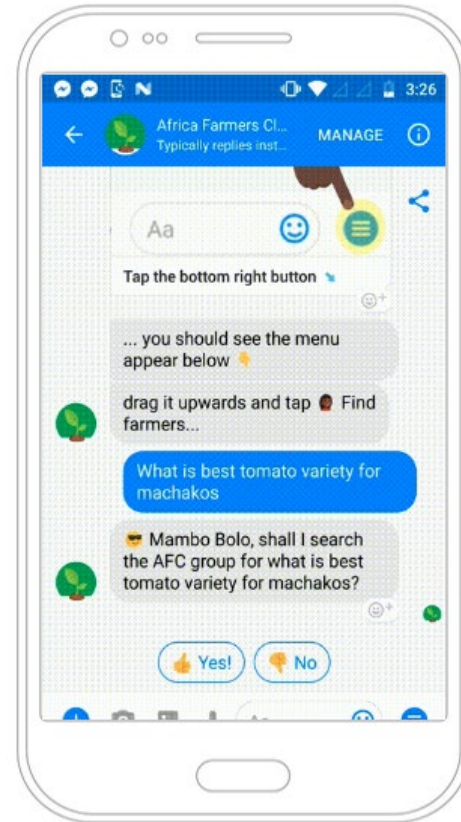 3:26
Africa Farmers Cl...
Typically replies inst...
MANAGE
Aa
Tap the bottom right button
... you should see the menu
appear below 👇
drag it upwards and tap 👩🏿 Find
farmers...
What is best tomato variety for
machakos
😎 Mambo Bolo, shall I search
the AFC group for what is best
tomato variety for machakos?
👍 Yes!
👎 No
Aa